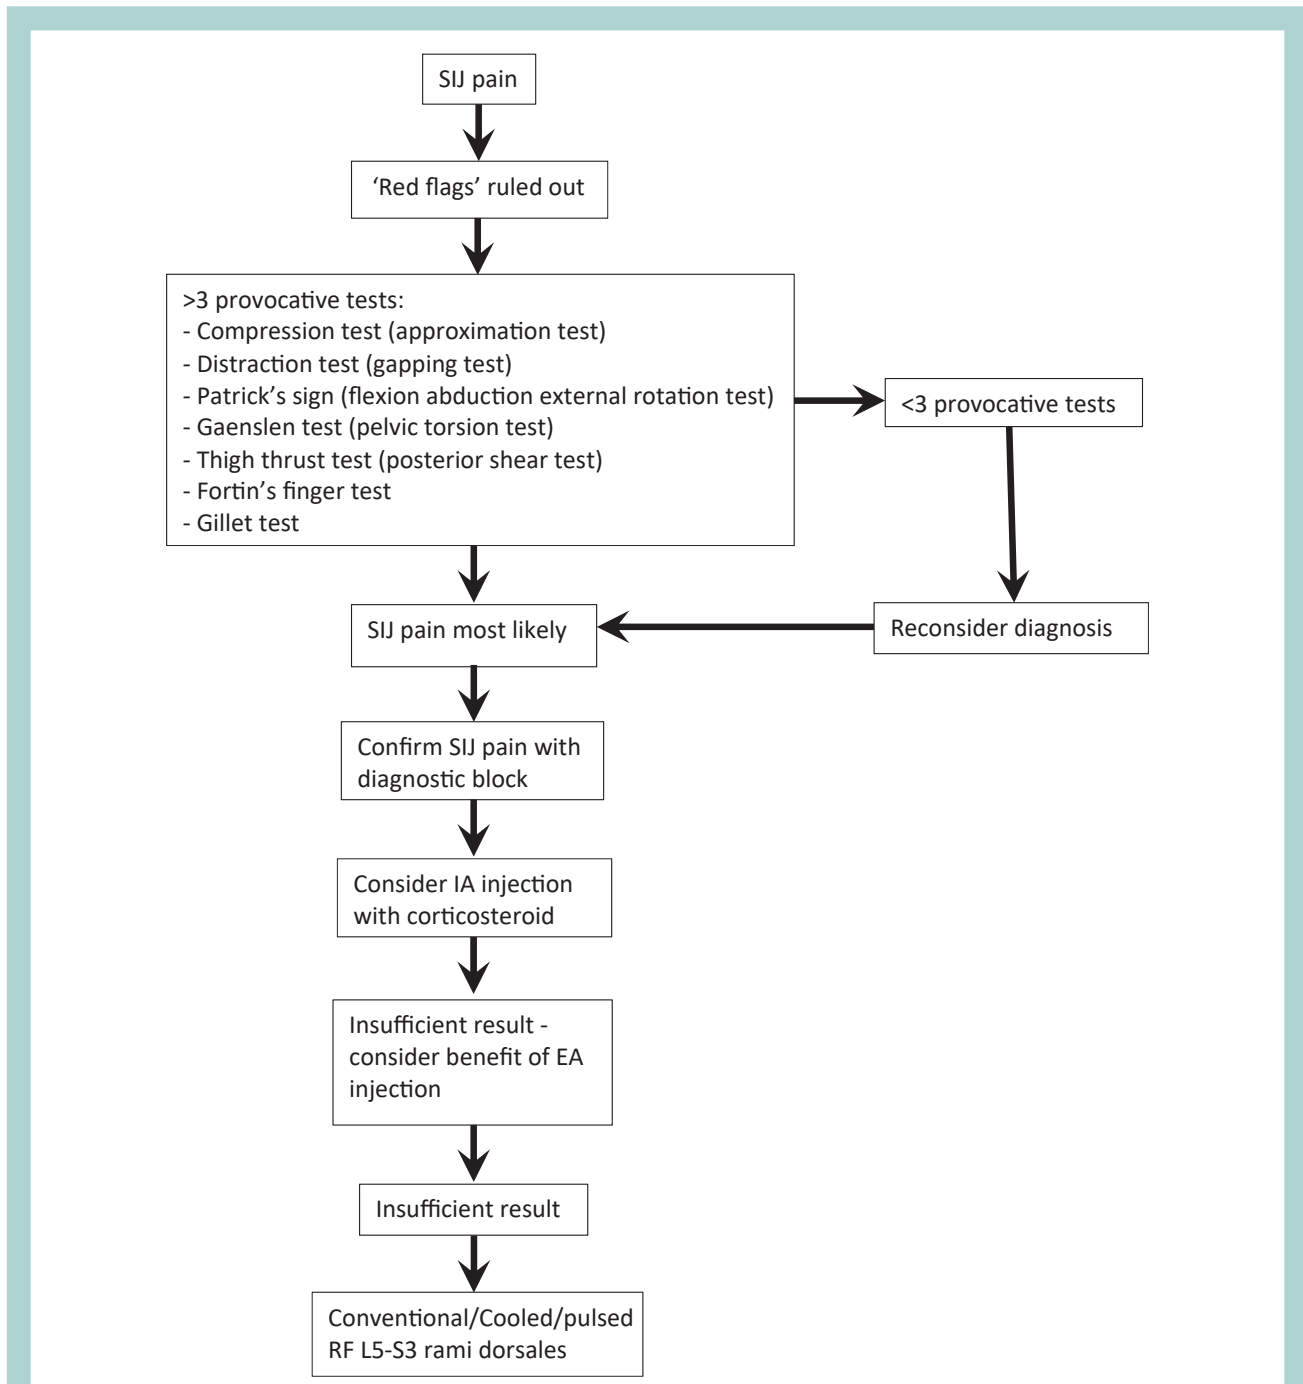 SIJ pain
‘Red flags’ ruled out
>3 provocative tests:
- Compression test (approximation test)
- Distraction test (gapping test)
- Patrick’s sign (flexion abduction external rotation test)
- Gaenslen test (pelvic torsion test)
- Thigh thrust test (posterior shear test)
- Fortin’s finger test
- Gillet test
<3 provocative tests
SIJ pain most likely
Reconsider diagnosis
Confirm SIJ pain with
diagnostic block
Consider IA injection
with corticosteroid
Insufficient result -
consider benefit of EA
injection
Insufficient result
Conventional/Cooled/pulsed
RF L5-S3 rami dorsales